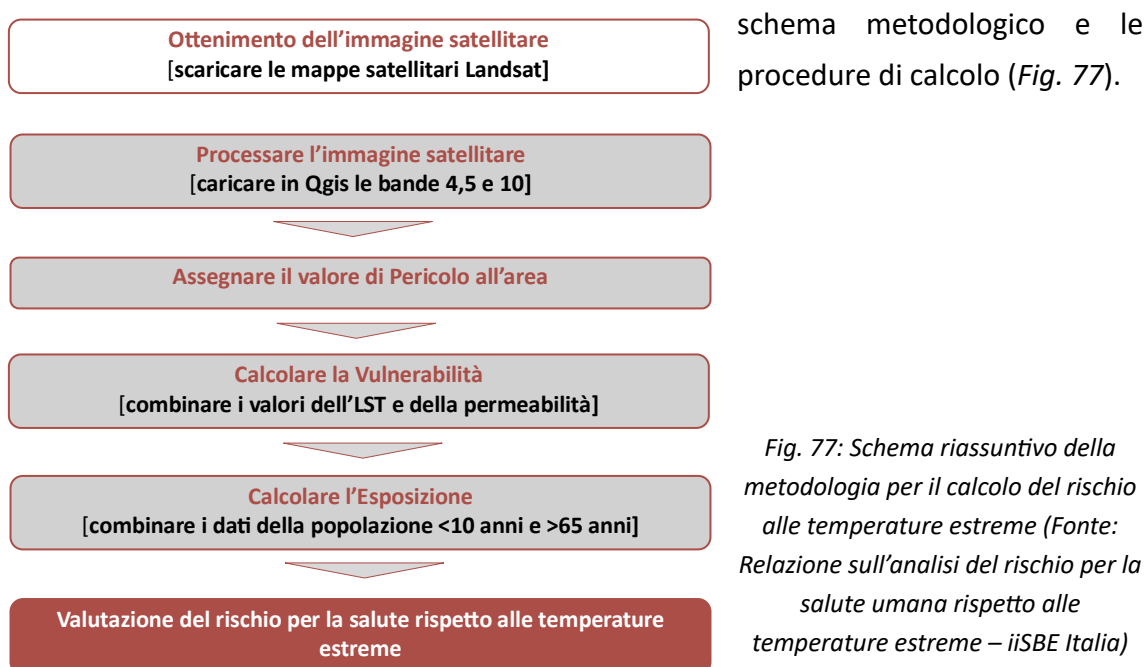 Ottenimento dell'immagine satellitare
[scaricare le mappe satellitari Landsat]
schema metodologico e le
procedure di calcolo (Fig. 77).
Processare l'immagine satellitare
[caricare in Qgis le bande 4,5 e 10]
Assegnare il valore di Pericolo all'area
Calcolare la Vulnerabilità
[combinare i valori dell'LST e della permeabilità]
Calcolare l'Esposizione
[combinare i dati della popolazione <10 anni e >65 anni]
Valutazione del rischio per la salute rispetto alle temperature
estreme
Fig. 77: Schema riassuntivo della
metodologia per il calcolo del rischio
alle temperature estreme (Fonte:
Relazione sull'analisi del rischio per la
salute umana rispetto alle
temperature estreme – iiSBE Italia)